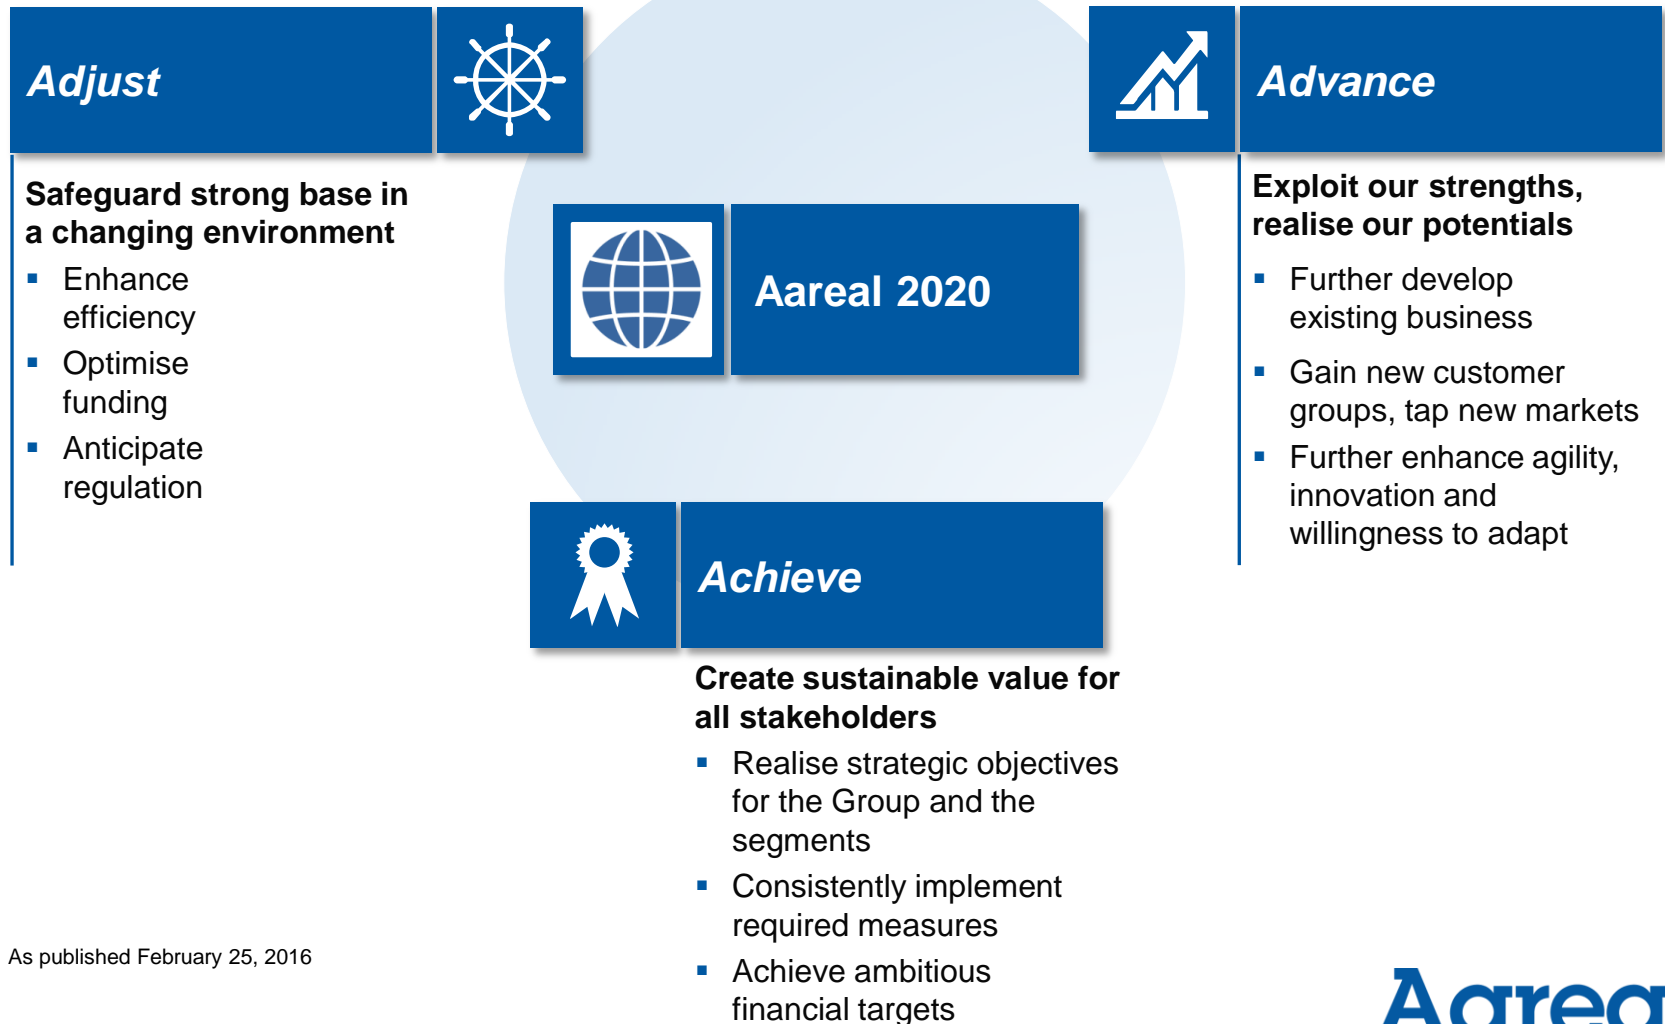 Adjust
Safeguard strong base in
a changing environment
Enhance
efficiency
Optimise
funding
Anticipate
regulation
Aareal 2020
Advance
Exploit our strengths,
realise our potentials
Further develop
existing business
Gain new customer
groups, tap new markets
Further enhance agility,
innovation and
willingness to adapt
Achieve
Create sustainable value for
all stakeholders
Realise strategic objectives
for the Group and the
segments
Consistently implement
required measures
Achieve ambitious
financial targets
As published February 25, 2016